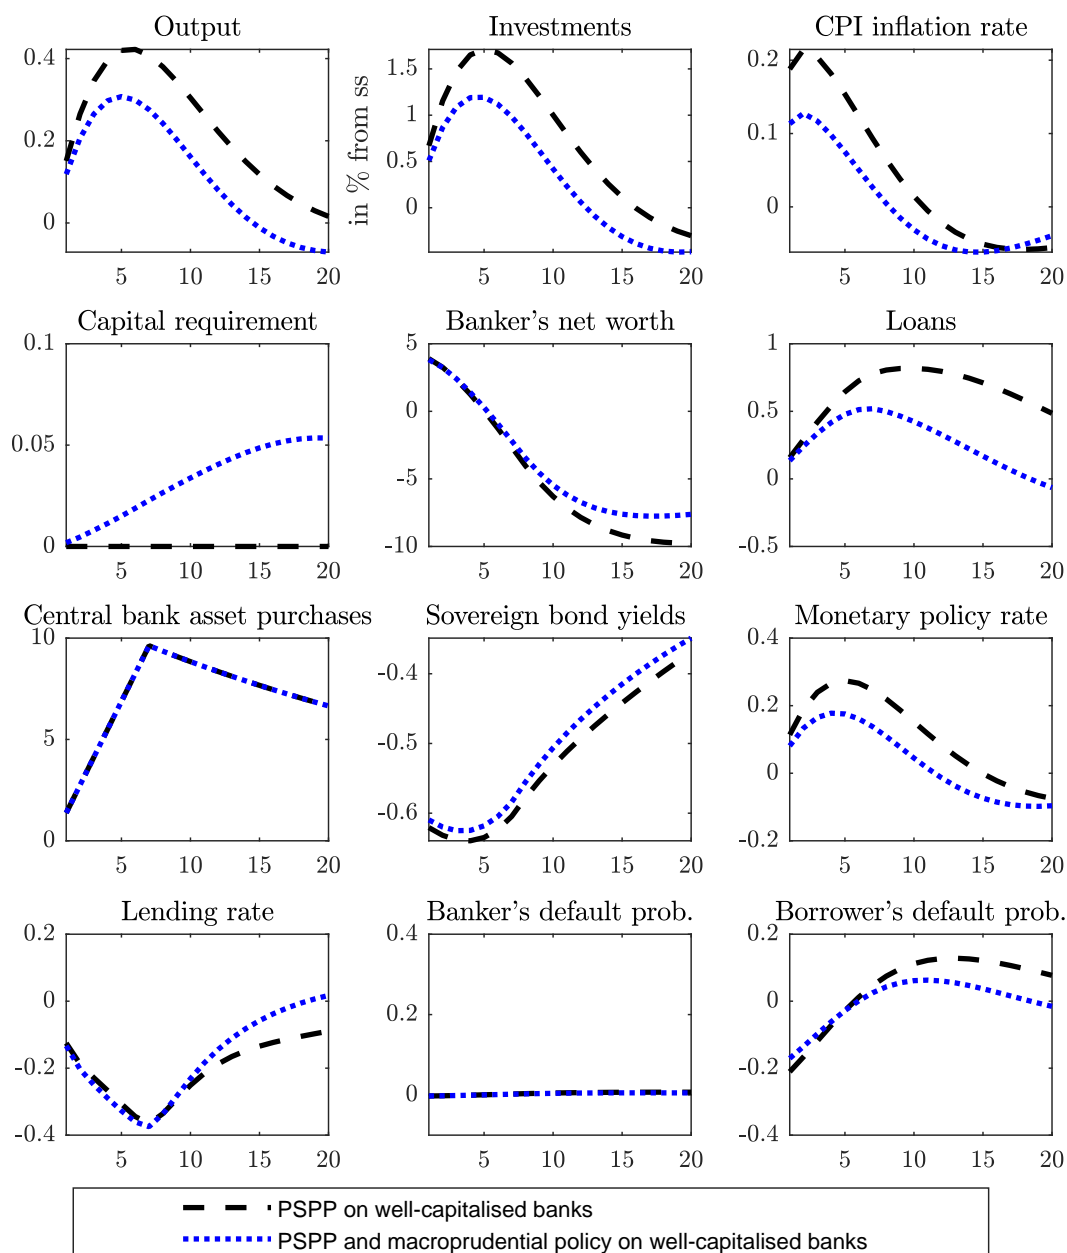 Output Investments CPI inflation rate
0.4
0.2
0
5 10 15 20
in % from ss
1.5
1
0.5
0
5 10 15 20
0.2
0.1
0
5 10 15 20
Capital requirement Banker's net worth Loans
0.1
0.05
0
5 10 15 20
5
0
-5
-10
5 10 15 20
1
0.5
0
-0.5
5 10 15 20
Central bank asset purchases Sovereign bond yields Monetary policy rate
10
5
0
5 10 15 20
-0.4
-0.5
-0.6
5 10 15 20
0.4
0.2
0
-0.2
5 10 15 20
Lending rate Banker's default prob. Borrower's default prob.
0.2
0
-0.2
-0.4
5 10 15 20
0.4
0.2
0
5 10 15 20
0.2
0
-0.2
-0.4
5 10 15 20
PSPP on well-capitalised banks
PSPP and macroprudential policy on well-capitalised banks